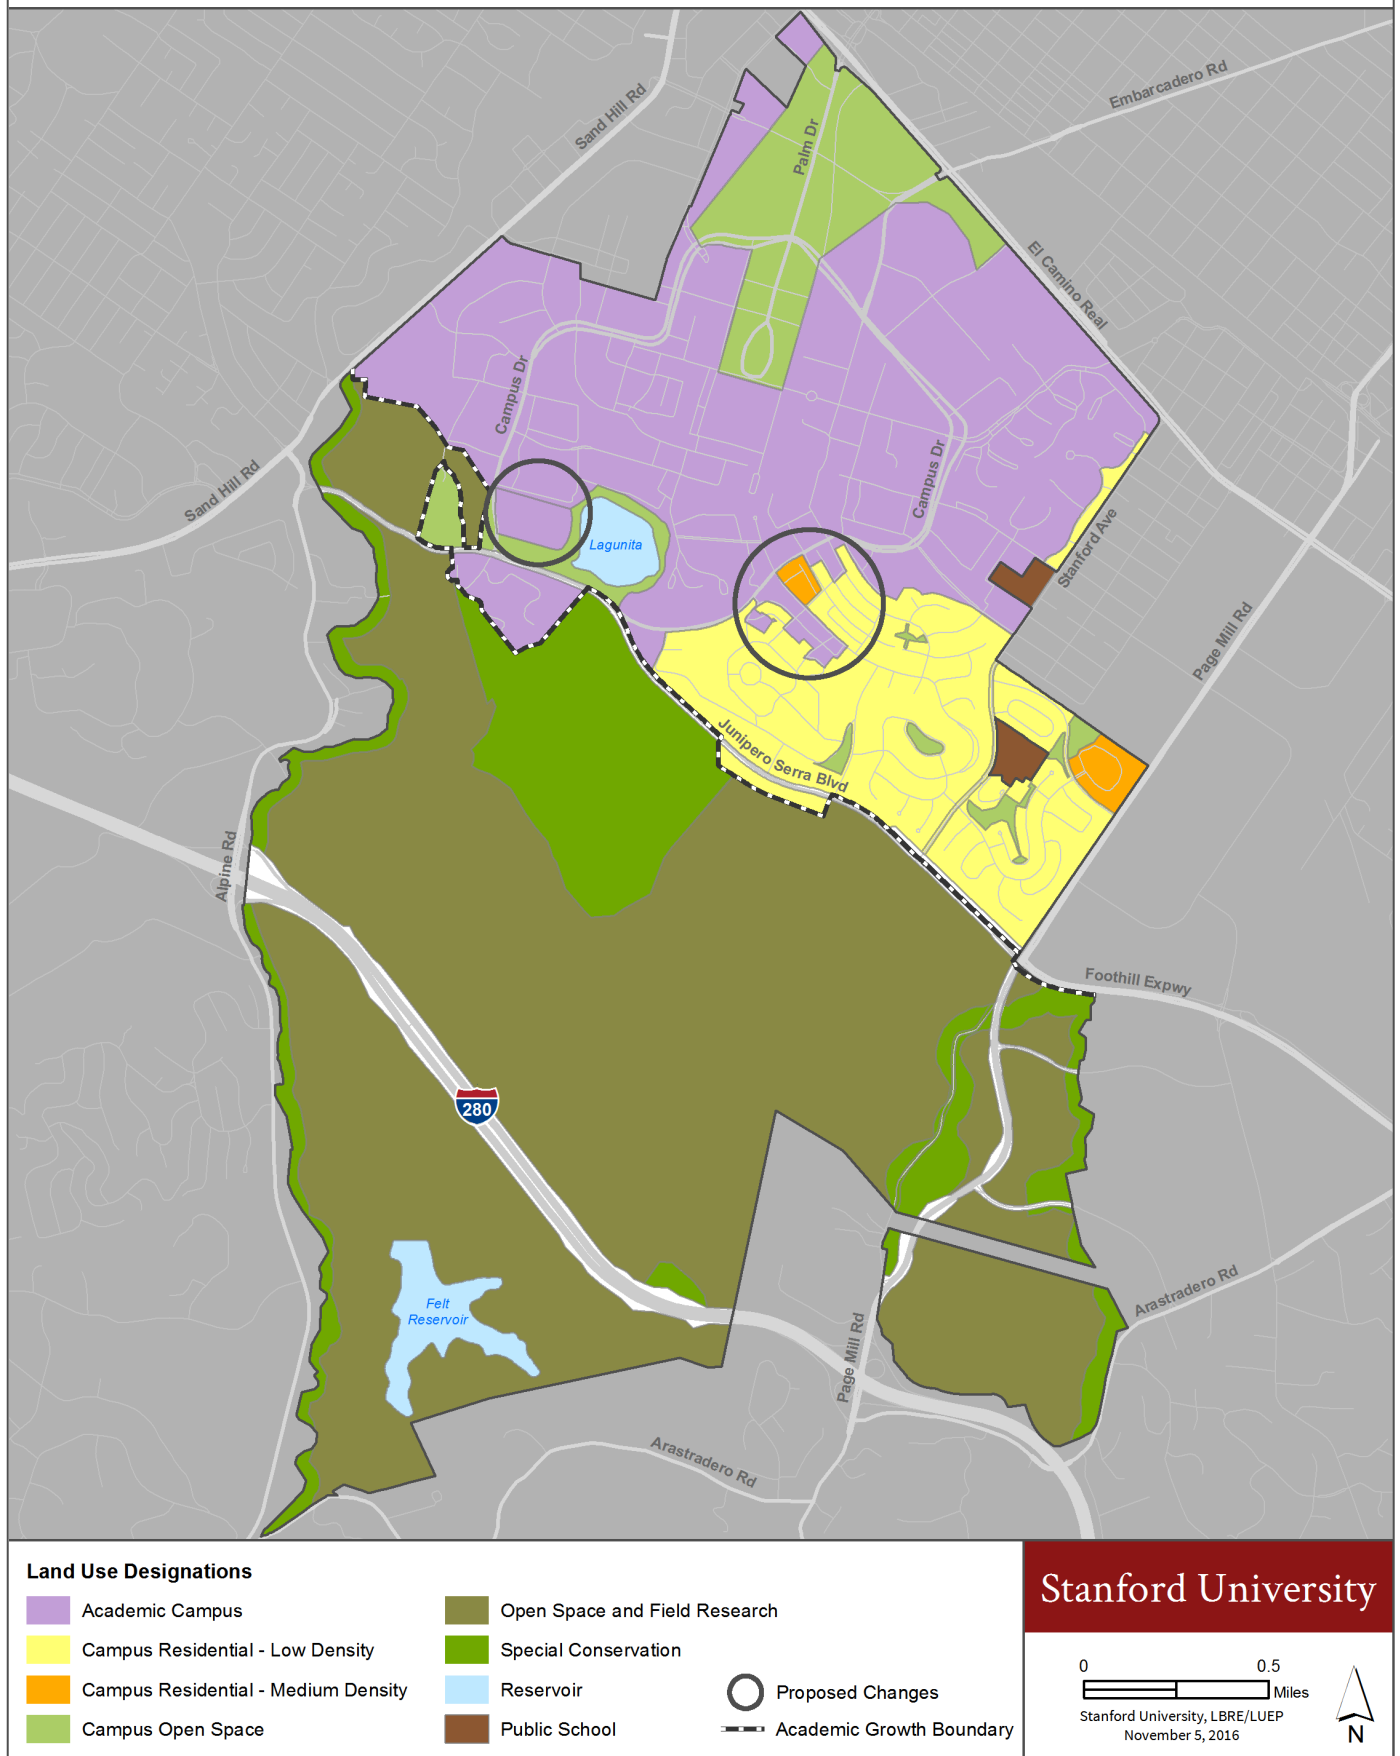 Embarcadero Rd
Sand Hill Rd
Palm Dr
El Camino Real
Campus Dr
Campus Dr
Sand Hill Rd
Lagunita
Stanford Ave
Page Mill Rd
Junipero Serra Blvd
Alpine Rd
Foothill Expwy
280
Felt
Reservoir
Arastradero Rd
Page Mill Rd
Arastradero Rd
Land Use Designations
Academic Campus
Campus Residential - Low Density
Campus Residential - Medium Density
Campus Open Space
Open Space and Field Research
Special Conservation
Reservoir
Public School
Proposed Changes
Academic Growth Boundary
Stanford University
0 0.5
Miles
Stanford University, LBRE/LUEP
November 5, 2016
N